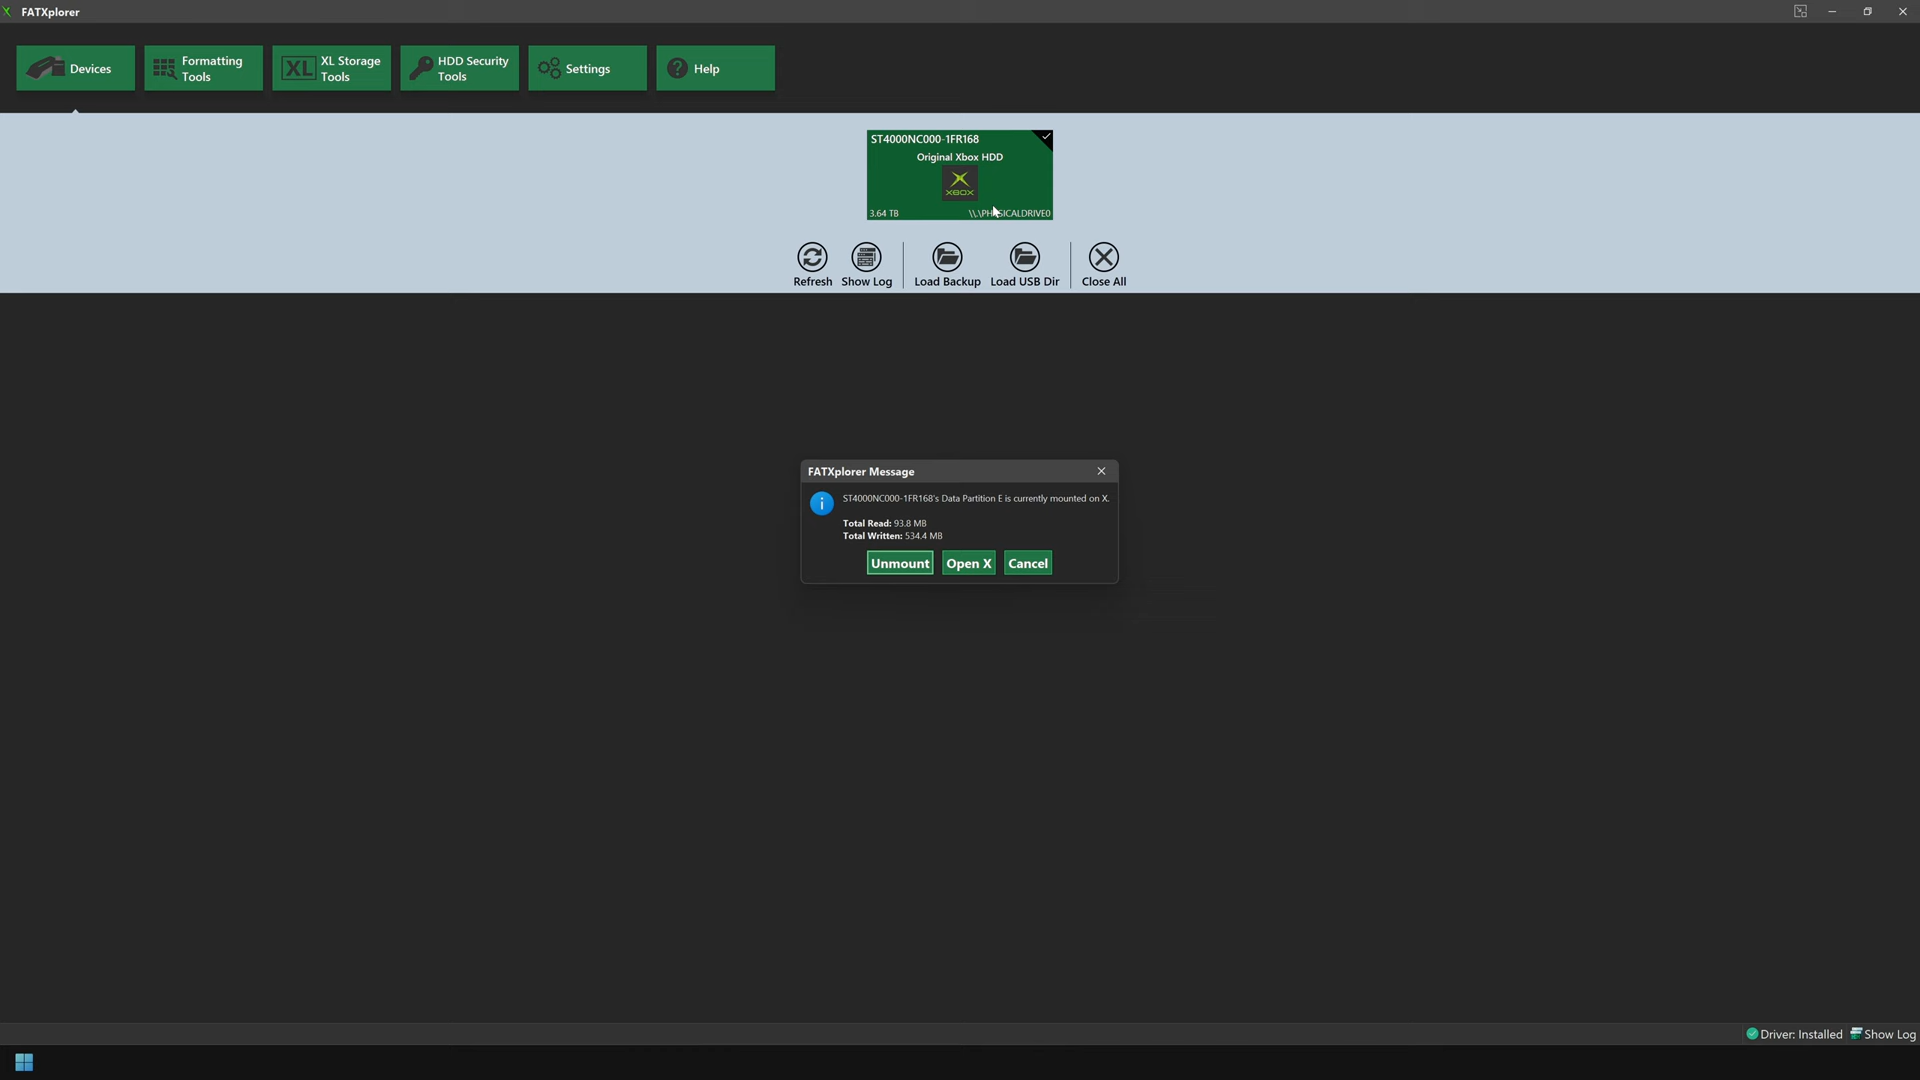 FATXplorer
Devices
Formatting
Tools
XL
XL Storage
Tools
HDD Security
Tools
Settings
Help
ST4000NC000-1FR168
Original Xbox HDD
XBOX
3.64 TB
Refresh
Show Log
Load Backup
Load USB Dir
Close All
FATXplorer Message
ST4000NC000-1FR168's Data Partition E is currently mounted on X.
Total Read: 93.8 MB
Total Written: 534.4 MB
Unmount
Open X
Cancel
Driver: Installed
Show Log